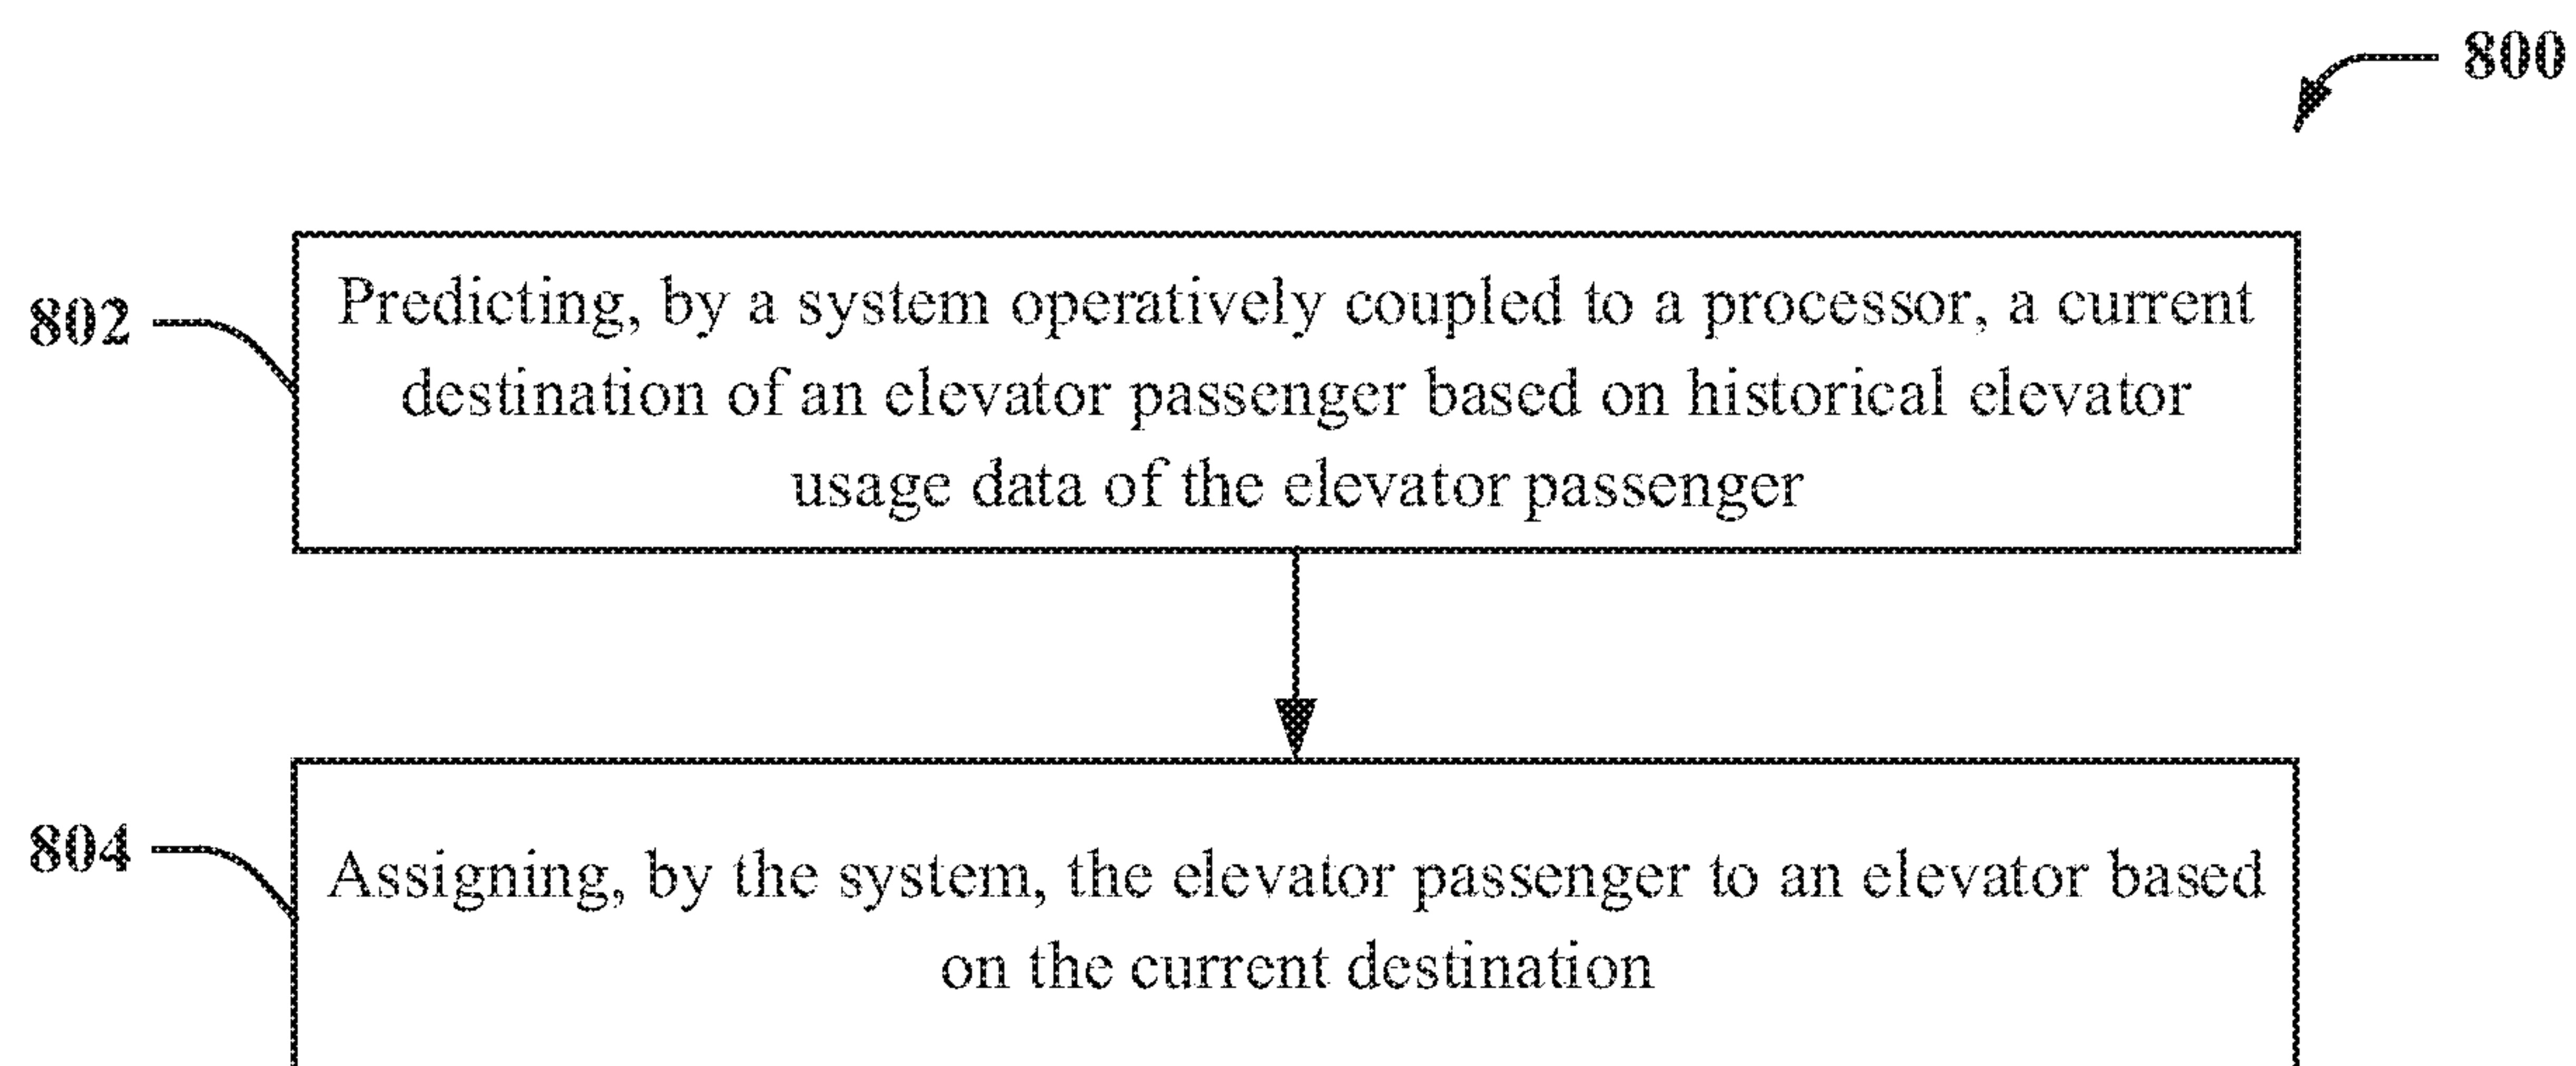 800
802
Predicting, by a system operatively coupled to a processor, a current
destination of an elevator passenger based on historical elevator
usage data of the elevator passenger
804
Assigning, by the system, the elevator passenger to an elevator based
on the current destination